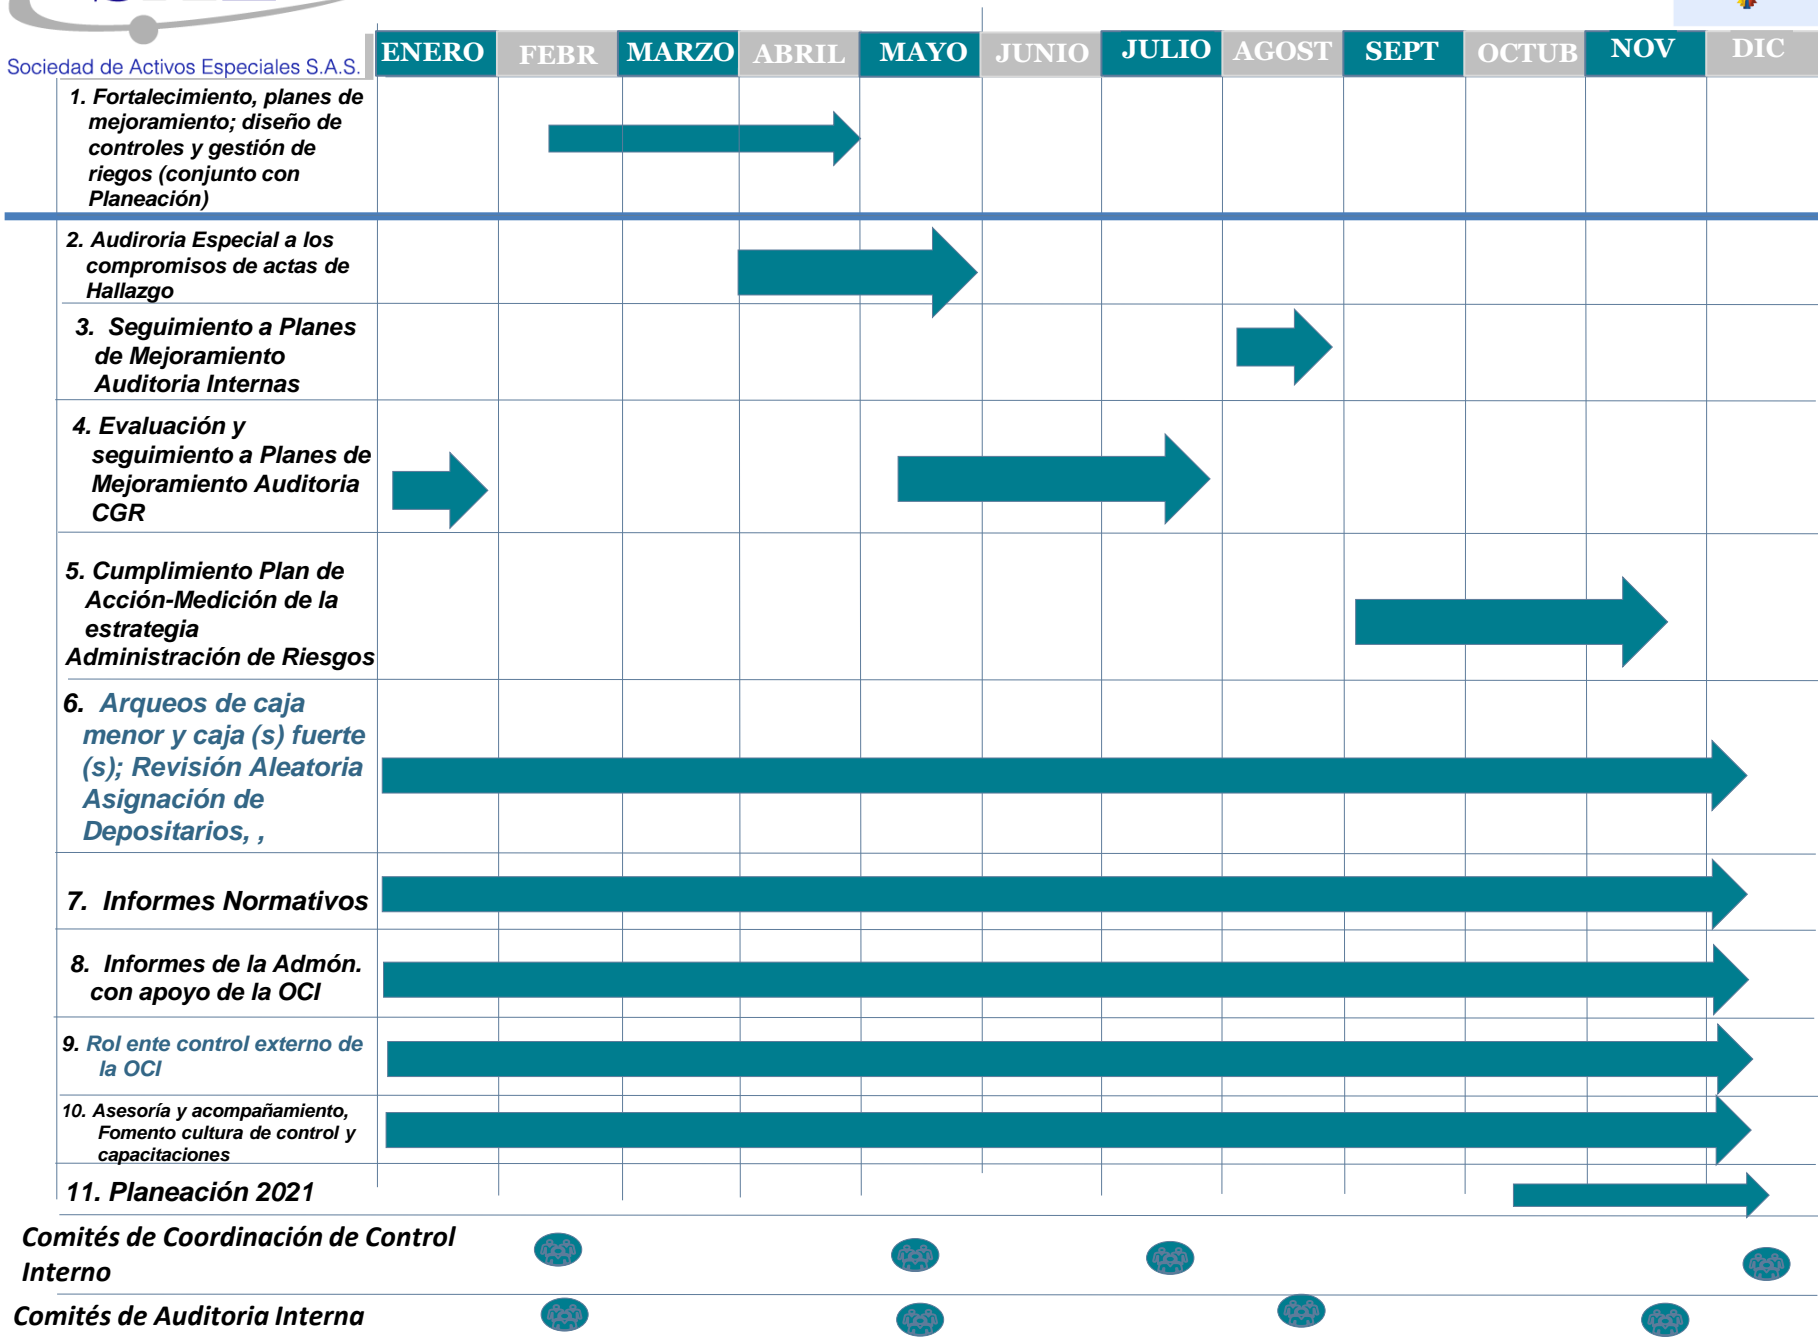 Sociedad de Activos Especiales S.A.S.
ENERO FEBR MARZO ABRIL MAYO JUNIO JULIO AGOST SEPT OCTUB NOV DIC
1. Fortalecimiento, planes de
mejoramiento; diseño de
controles y gestión de
riegos (conjunto con
Planeación)
2. Audiroria Especial a los
compromisos de actas de
Hallazgo
3. Seguimiento a Planes
de Mejoramiento
Auditoria Internas
4. Evaluación y
seguimiento a Planes de
Mejoramiento Auditoria
CGR
5. Cumplimiento Plan de
Acción-Medición de la
estrategia
Administración de Riesgos
6. Arqueos de caja
menor y caja (s) fuerte
(s); Revisión Aleatoria
Asignación de
Depositarios, ,
7. Informes Normativos
8. Informes de la Admón.
con apoyo de la OCI
9. Rol ente control externo de
la OCI
10. Asesoría y acompañamiento,
Fomento cultura de control y
capacitaciones
11. Planeación 2021
Comités de Coordinación de Control
Interno
Comités de Auditoria Interna